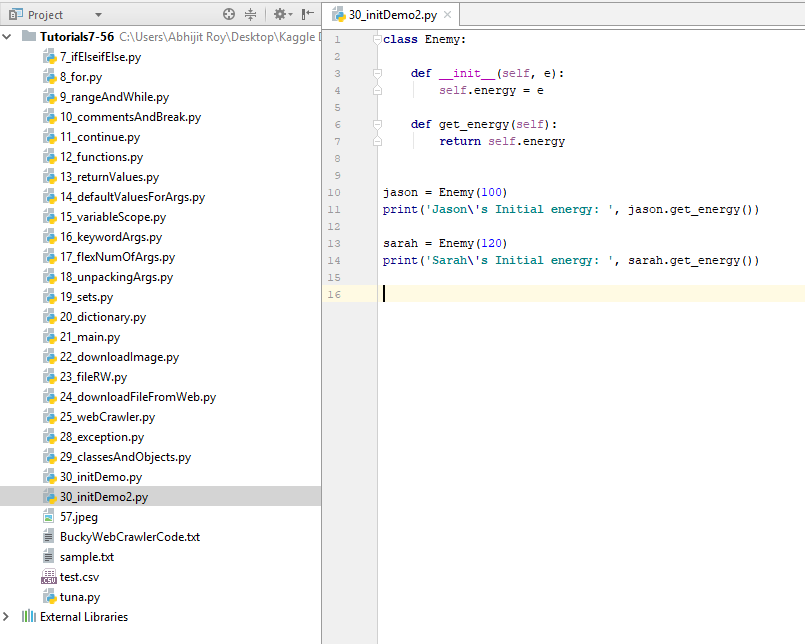 Project
Tutorials7-56 C:\Users\Abhijit Roy\Desktop\Kaggle
7_ifElseifElse.py
8_for.py
9_rangeAndWhile.py
10_commentsAndBreak.py
11_continue.py
12_functions.py
13_returnValues.py
14_defaultValuesForArgs.py
15_variableScope.py
16_keywordArgs.py
17_flexNumOfArgs.py
18_unpackingArgs.py
19_sets.py
20_dictionary.py
21_main.py
22_downloadImage.py
23_fileRW.py
24_downloadFileFromWeb.py
25_webCrawler.py
28_exception.py
29_classesAndObjects.py
30_initDemo.py
30_initDemo2.py
57.jpeg
BuckyWebCrawlerCode.txt
sample.txt
test.csv
tuna.py
External Libraries
30_initDemo2.py
1 class Enemy:
2
3     def __init__(self, e):
4         self.energy = e
5
6     def get_energy(self):
7         return self.energy
8
9
10 jason = Enemy(100)
11 print('Jason\'s Initial energy: ', jason.get_energy())
12
13 sarah = Enemy(120)
14 print('Sarah\'s Initial energy: ', sarah.get_energy())
15
16